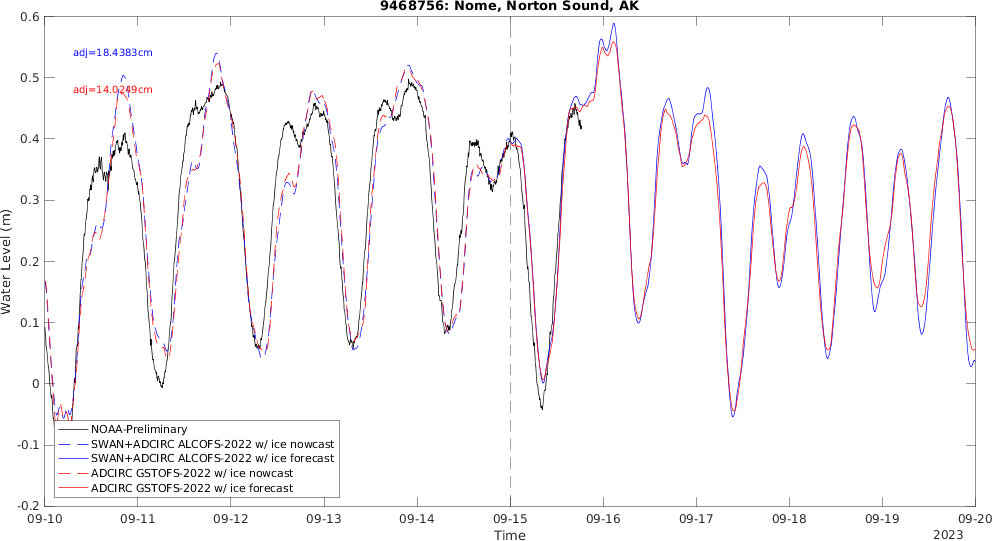 9468756: Nome, Norton Sound, AK
0.6
0.5
0.4
0.3
0.2
0.1
0
-0.1
-0.2
Water Level (m)
adj=18.4383cm
adj=14.0249cm
NOAA-Preliminary
SWAN+ADCIRC ALCOFS-2022 w/ ice nowcast
SWAN+ADCIRC ALCOFS-2022 w/ ice forecast
ADCIRC GSTOFS-2022 w/ ice nowcast
ADCIRC GSTOFS-2022 w/ ice forecast
09-10 09-11 09-12 09-13 09-14 09-15 09-16 09-17 09-18 09-19 09-20
Time
2023